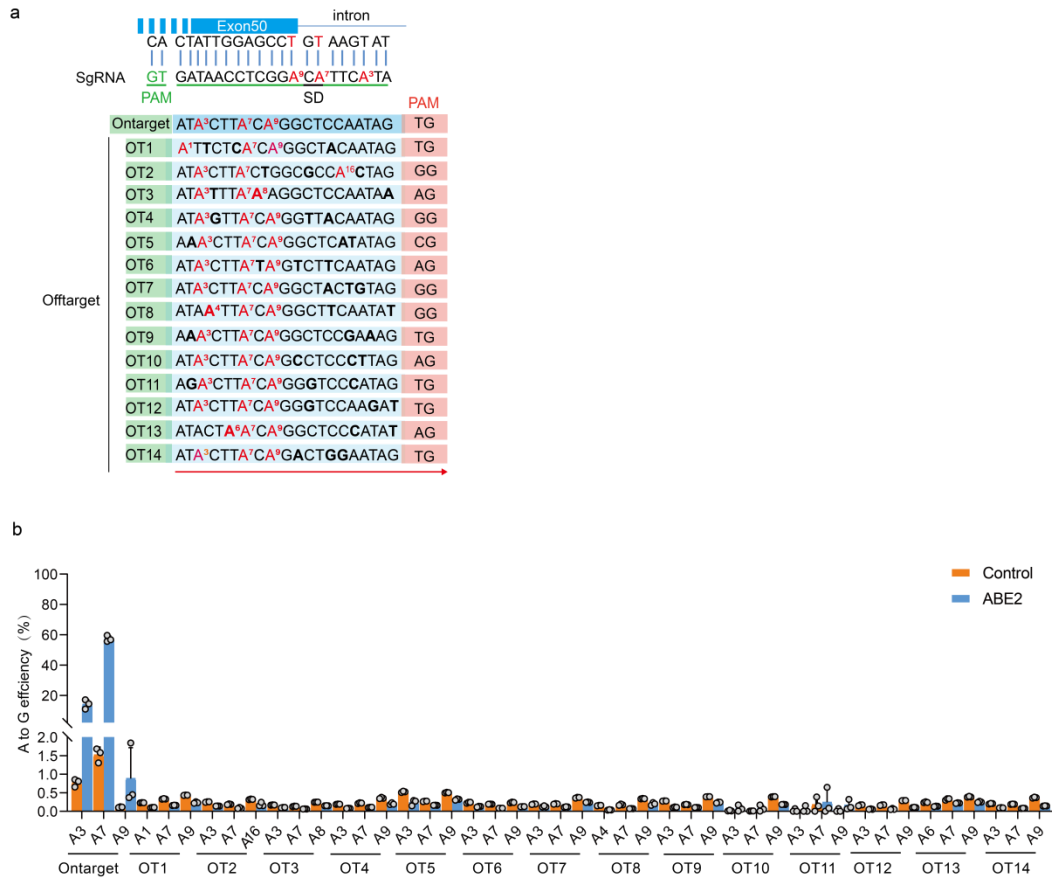 a
Exon50 intron
CA CTATTGGAGCCT GT AAGTAT
SgRNA GT GATAACCTCGGA⁹CA⁷TTCA³TA
PAM SD
PAM
Ontarget ATA³CTTA⁷CA⁹GGCTCCAATAG TG
OT1 A¹TTCTCA⁷CA⁹GGCTACAATAG TG
OT2 ATA³CTTA⁷CTGGCGCCA¹⁶CTAG GG
OT3 ATA³TTTA⁷A⁸AGGCTCCAATAA AG
OT4 ATA³GTTA⁷CA⁹GGTTACAATAG GG
OT5 AAA³CTTA⁷CA⁹GGCTCATATAG CG
OT6 ATA³CTTA⁷TA⁹GTCTTCAATAG AG
OT7 ATA³CTTA⁷CA⁹GGCTACTGTAG GG
OT8 ATAA⁴TTA⁷CA⁹GGCTTCAATAT GG
OT9 AAA³CTTA⁷CA⁹GGCTCCGAAAG TG
OT10 ATA³CTTA⁷CA⁹GCCTCCCTTAG AG
OT11 AGA³CTTA⁷CA⁹GGGTCCCATAG TG
OT12 ATA³CTTA⁷CA⁹GGGTCCAAGAT TG
OT13 ATACTA⁶A⁷CA⁹GGCTCCCATAT AG
OT14 ATA³CTTA⁷CA⁹GACTGGAATAG TG
Offtarget
b
A to G effciency (%)
100
80
60
40
20
2.0
1.5
1.0
0.5
0.0
Control
ABE2
A3 A7 A9 A1 A7 A9 A3 A7 A16 A3 A7 A8 A3 A7 A9 A3 A7 A9 A3 A7 A9 A3 A7 A9 A4 A7 A9 A3 A7 A9 A3 A7 A9 A3 A7 A9 A3 A7 A9 A6 A7 A9 A3 A7 A9
Ontarget OT1 OT2 OT3 OT4 OT5 OT6 OT7 OT8 OT9 OT10 OT11 OT12 OT13 OT14